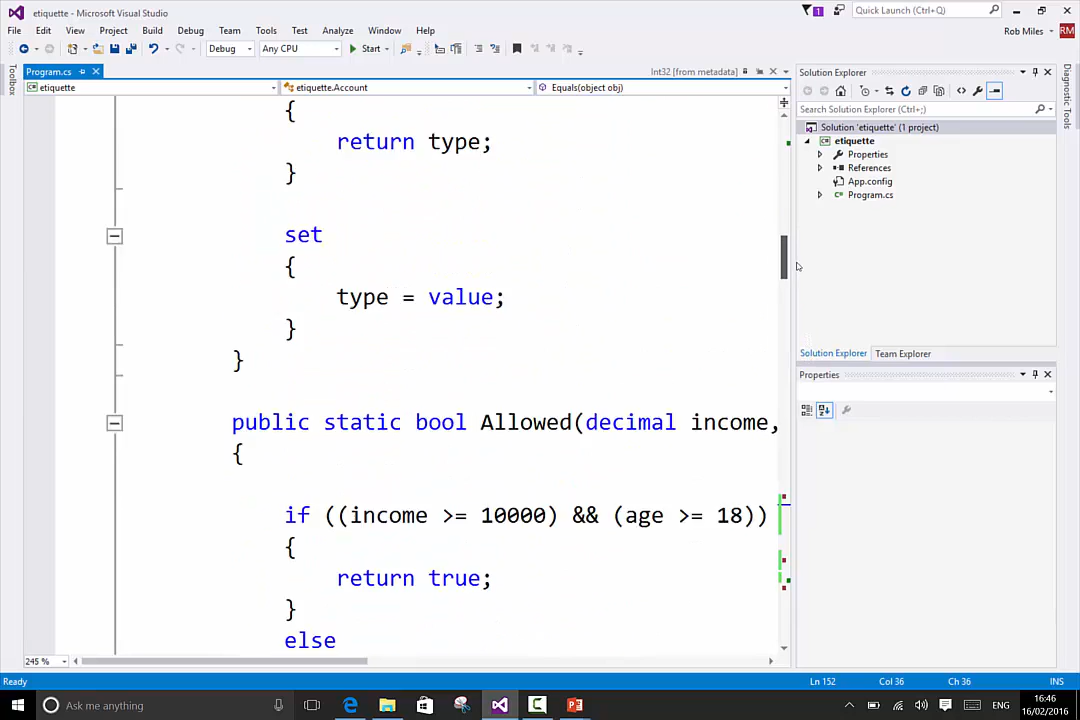 etiquette - Microsoft Visual Studio
1
Quick Launch (Ctrl+Q)
File Edit View Project Build Debug Team Tools Test Analyze Window Help
Rob Miles
RM
Debug
Any CPU
Start
Toolbox
Program.cs
Int32 [from metadata]
etiquette
etiquette.Account
Equals(object obj)
{
return type;
}
set
{
type = value;
}
}
public static bool Allowed(decimal income,
{
if ((income >= 10000) && (age >= 18))
{
return true;
}
else
245 %
Solution Explorer
Search Solution Explorer (Ctrl+;)
Solution 'etiquette' (1 project)
etiquette
Properties
References
App.config
Program.cs
Solution Explorer Team Explorer
Properties
Diagnostic Tools
Ready
Ln 152
Col 36
Ch 36
INS
Ask me anything
ENG
16:46
16/02/2016